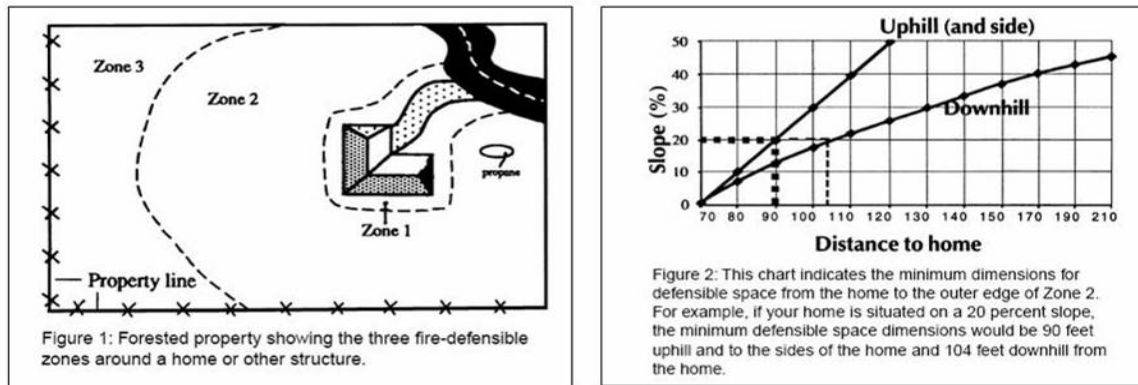 Zone 3
Zone 2
propane
Zone 1
Property line
Figure 1: Forested property showing the three fire-defensible
zones around a home or other structure.
Uphill (and side)
50
40
30
20
10
0
Slope (%)
Downhill
70 80 90 100 110 120 130 140 150 170 190 210
Distance to home
Figure 2: This chart indicates the minimum dimensions for
defensible space from the home to the outer edge of Zone 2.
For example, if your home is situated on a 20 percent slope,
the minimum defensible space dimensions would be 90 feet
uphill and to the sides of the home and 104 feet downhill from
the home.